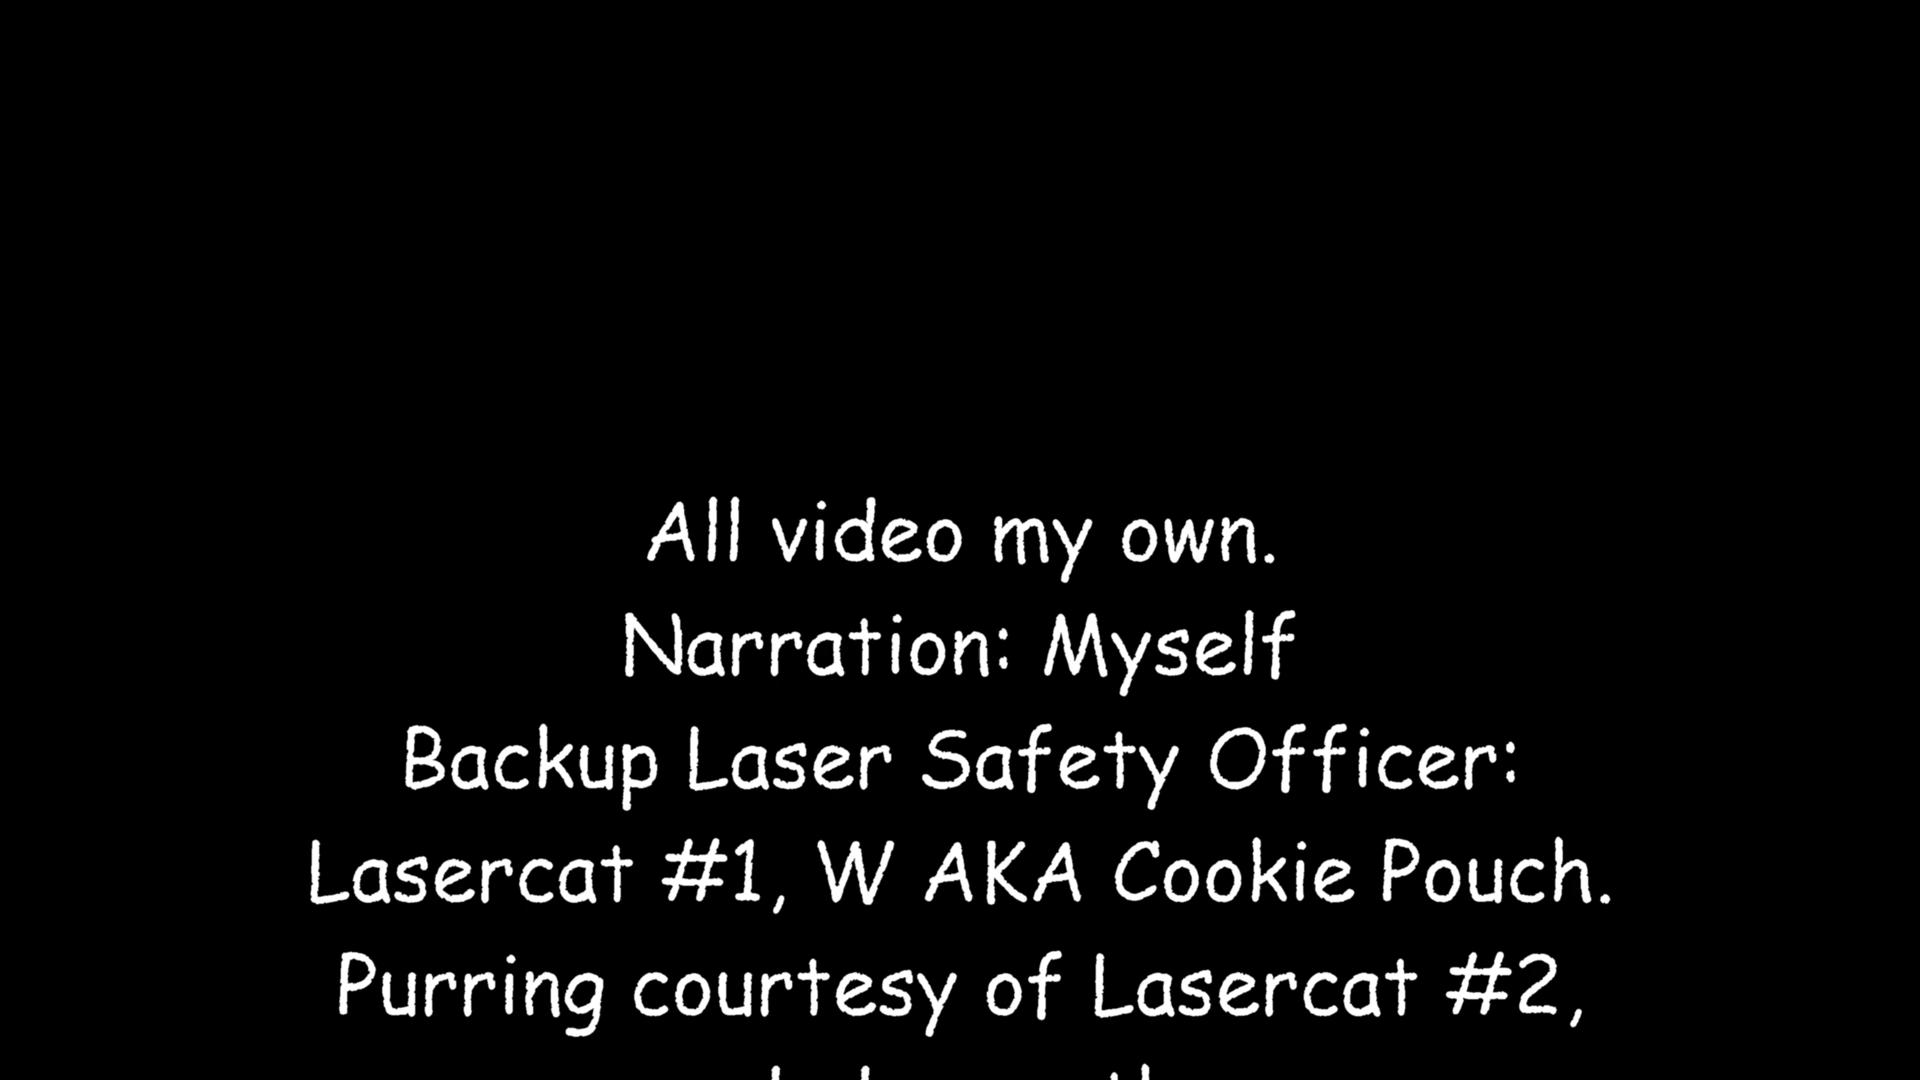 All video my own.
Narration: Myself
Backup Laser Safety Officer:
Lasercat #1, W AKA Cookie Pouch.
Purring courtesy of Lasercat #2,